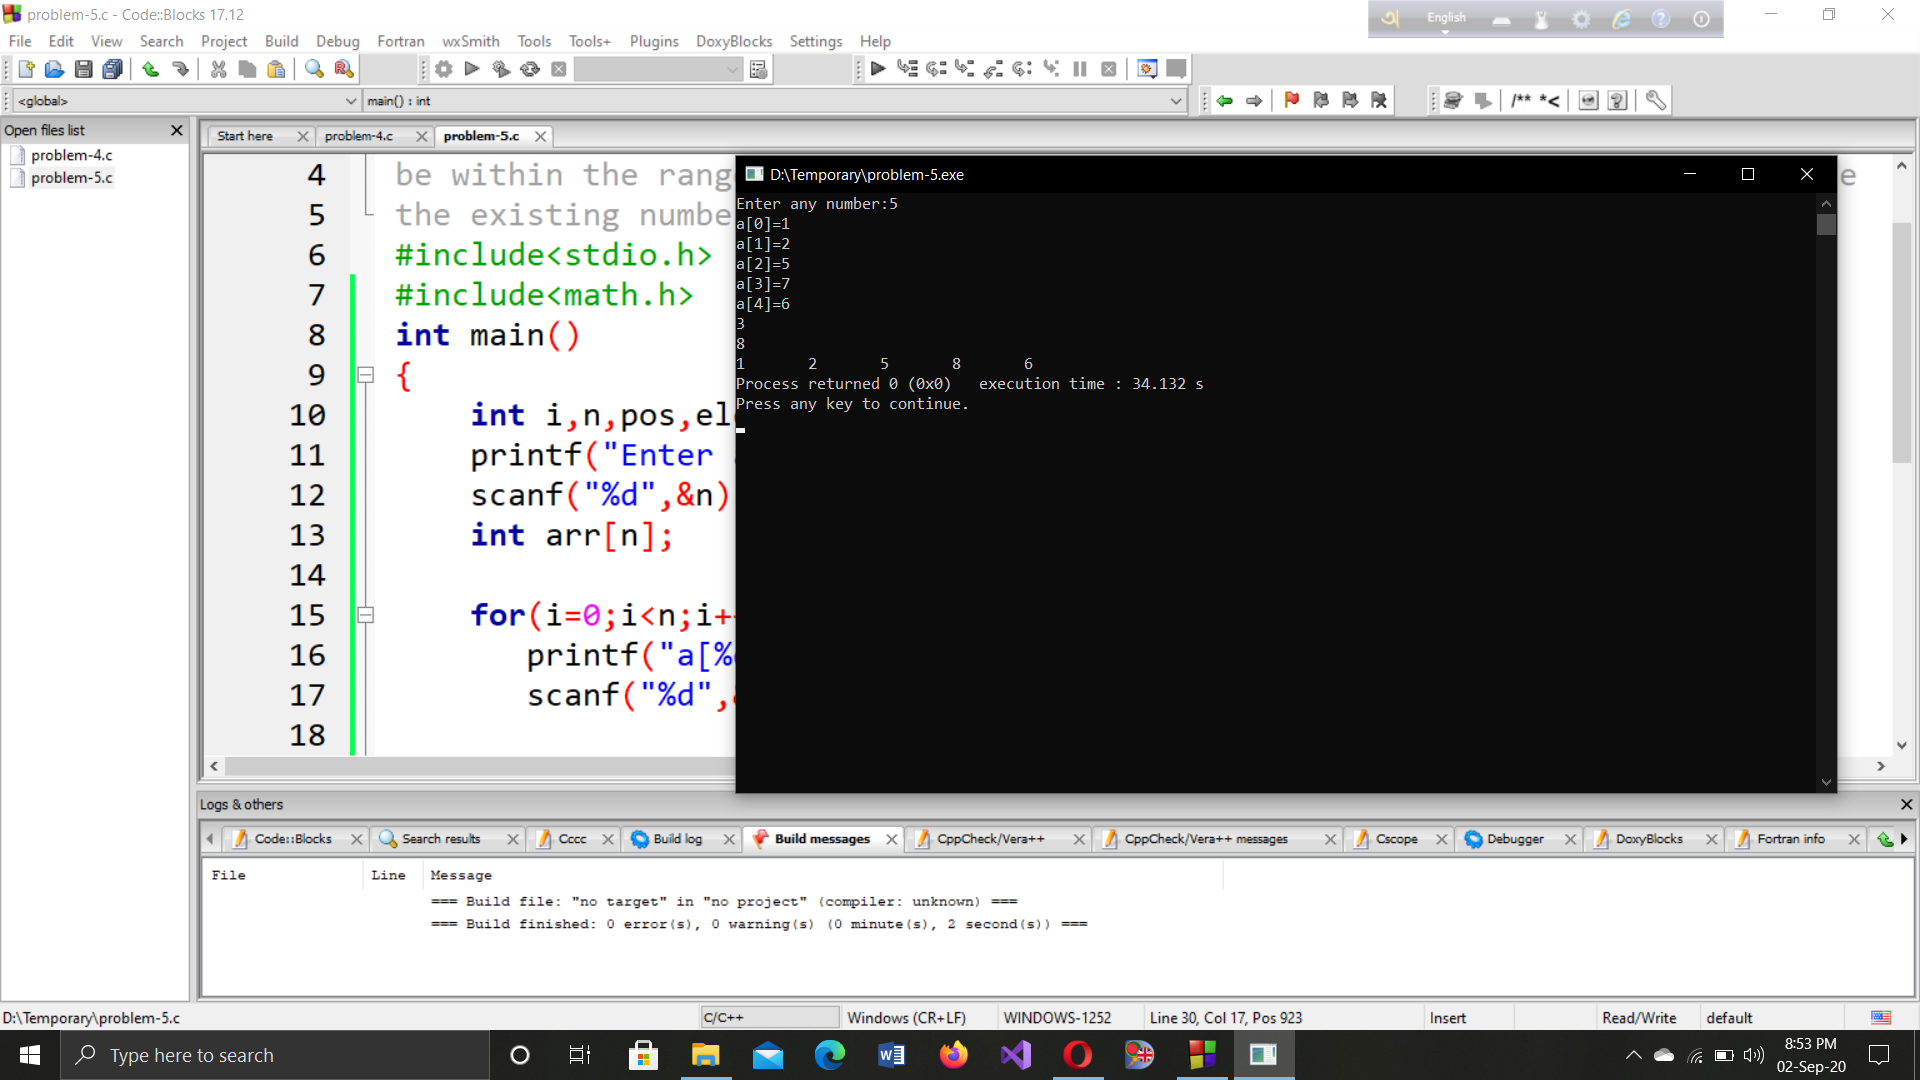 problem-5.c - Code::Blocks 17.12
English
File Edit View Search Project Build Debug Fortran wxSmith Tools Tools+ Plugins DoxyBlocks Settings Help
<global> main() : int
/** *<
Open files list
Start here problem-4.c problem-5.c
problem-4.c
problem-5.c
4 be within the rang e
5 the existing numbe
6 #include<stdio.h>
7 #include<math.h>
8 int main()
9 {
10 int i,n,pos,el
11 printf("Enter
12 scanf("%d",&n)
13 int arr[n];
14
15 for(i=0;i<n;i+
16 printf("a[%
17 scanf("%d",
18
D:\Temporary\problem-5.exe
Enter any number:5
a[0]=1
a[1]=2
a[2]=5
a[3]=7
a[4]=6
3
8
1 2 5 8 6
Process returned 0 (0x0) execution time : 34.132 s
Press any key to continue.
Logs & others
Code::Blocks Search results Cccc Build log Build messages CppCheck/Vera++ CppCheck/Vera++ messages Cscope Debugger DoxyBlocks Fortran info
File Line Message
=== Build file: "no target" in "no project" (compiler: unknown) ===
=== Build finished: 0 error(s), 0 warning(s) (0 minute(s), 2 second(s)) ===
D:\Temporary\problem-5.c C/C++ Windows (CR+LF) WINDOWS-1252 Line 30, Col 17, Pos 923 Insert Read/Write default
Type here to search
8:53 PM
02-Sep-20